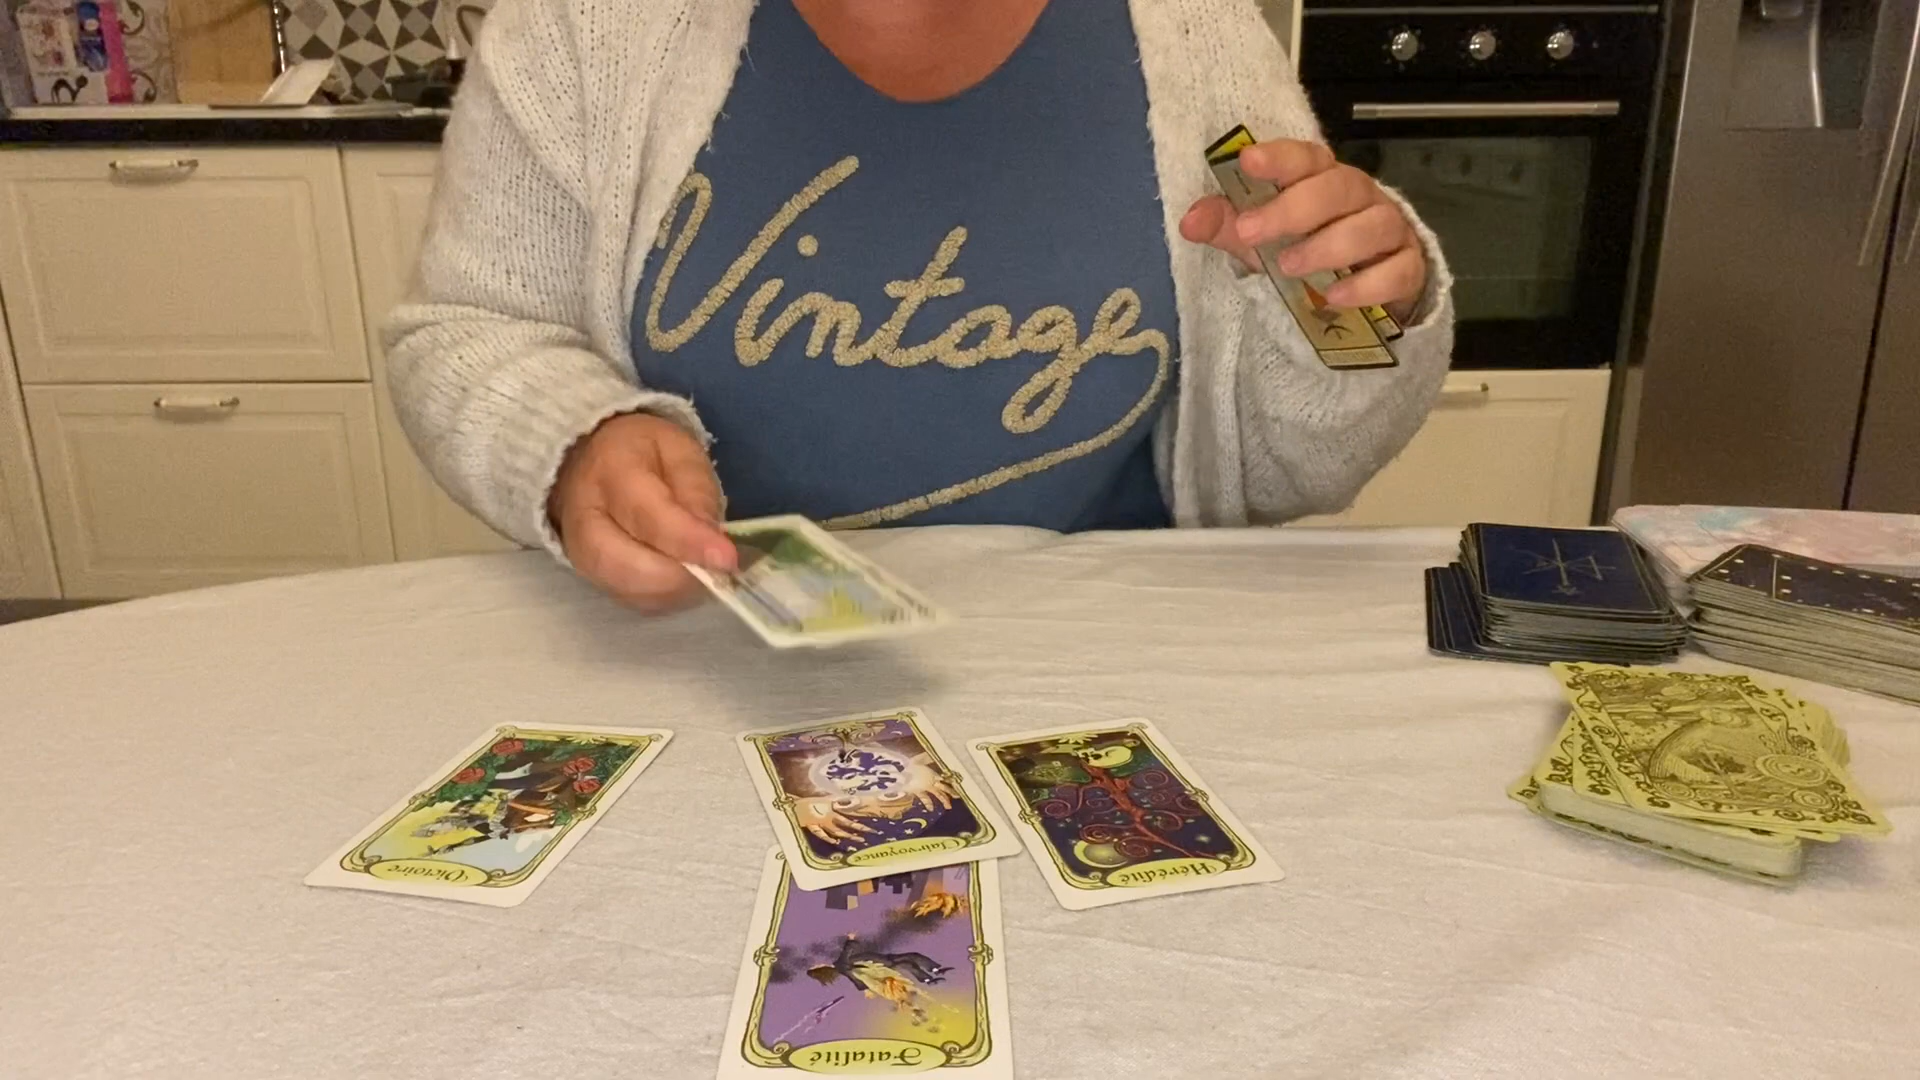 Vintage
Victoire
Clairvoyance
Hérédité
Fatalité